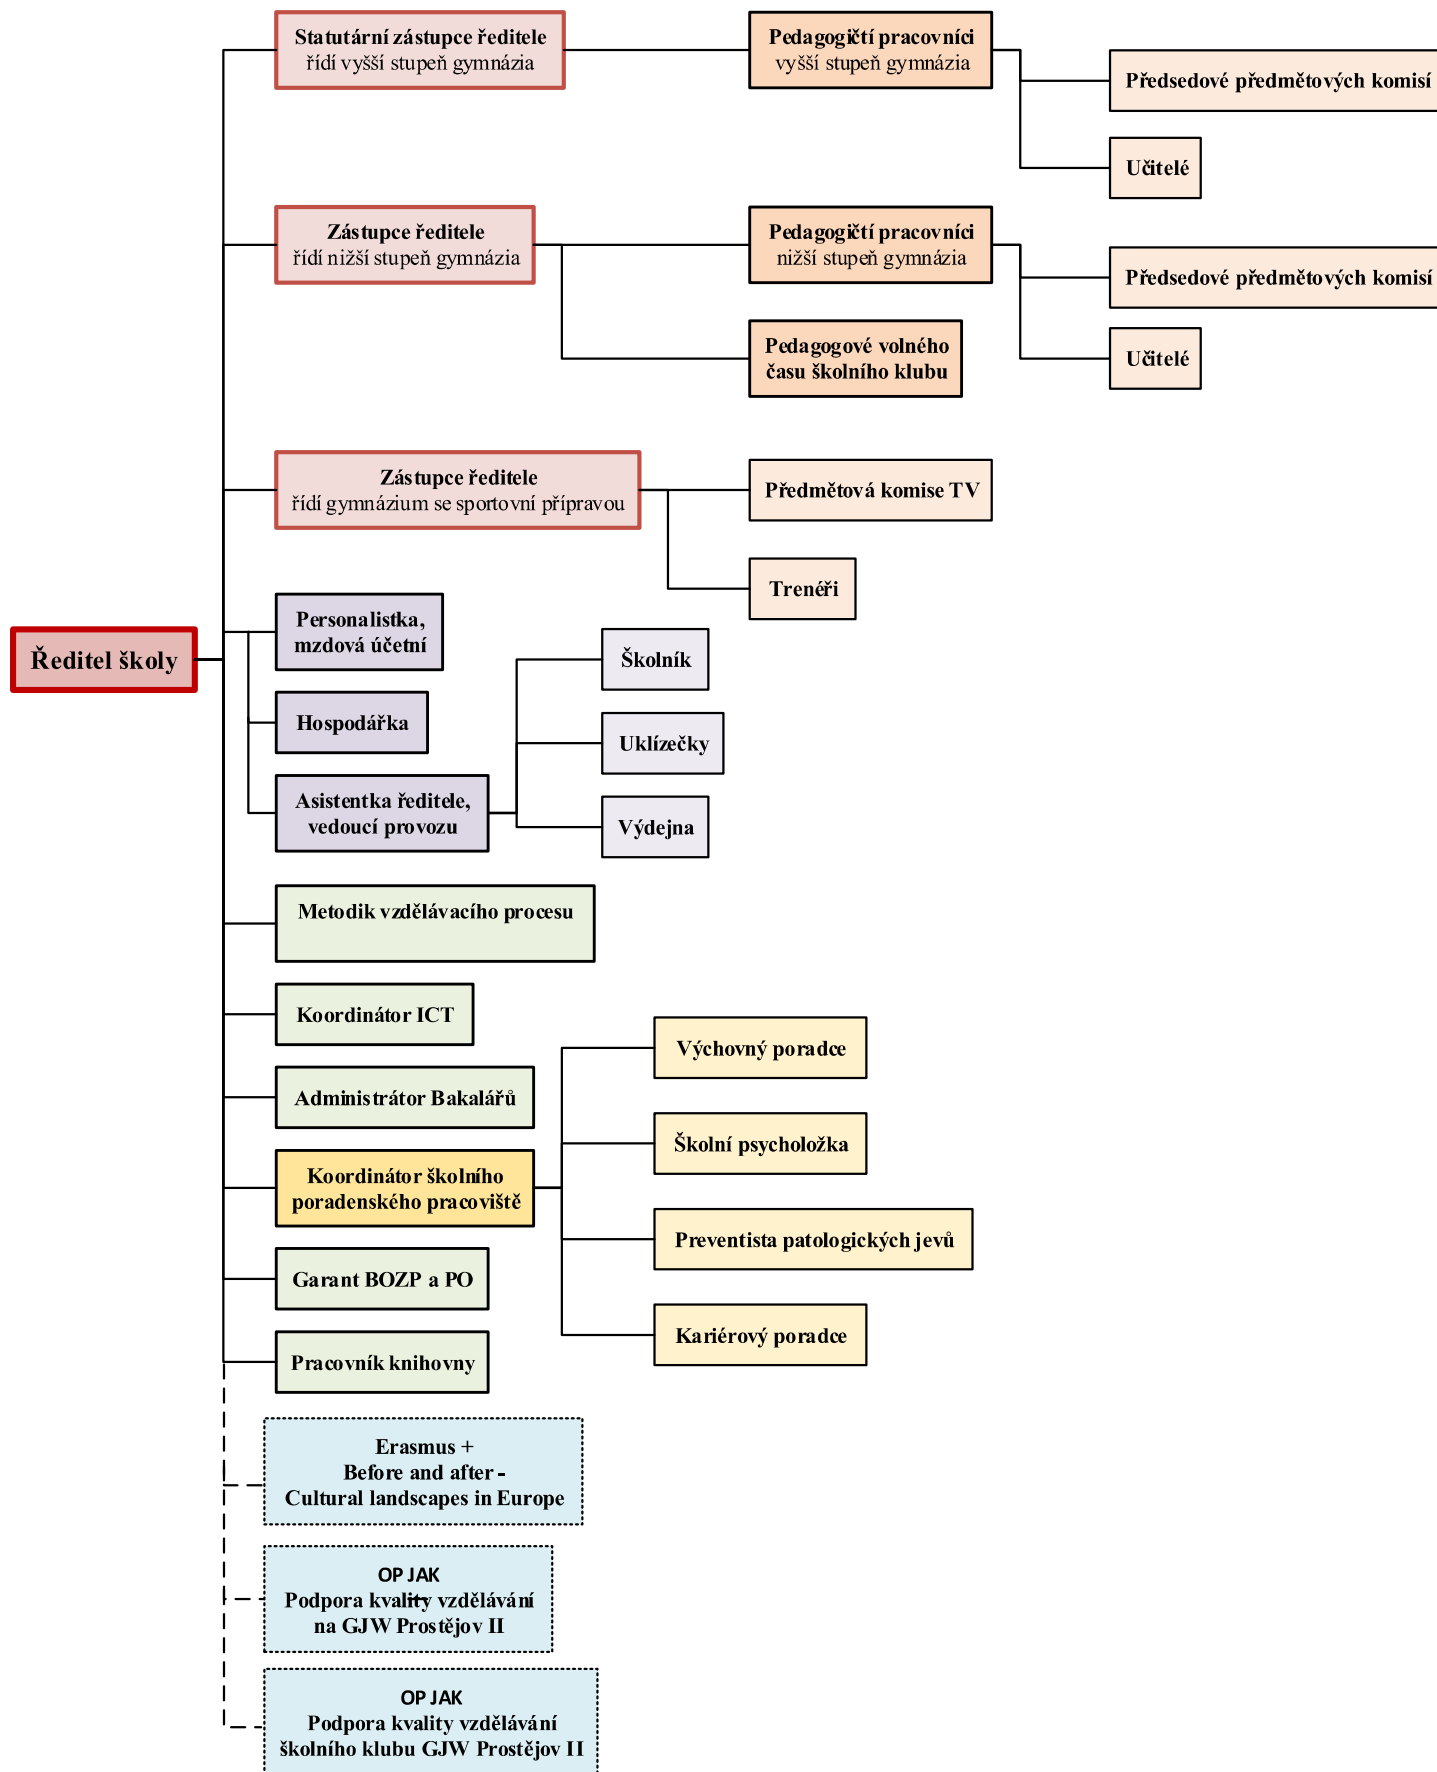 Statutární zástupce ředitele
řídí vyšší stupeň gymnázia
Pedagogičtí pracovníci
vyšší stupeň gymnázia
Předsedové předmětových komisí
Učitelé
Zástupce ředitele
řídí nižší stupeň gymnázia
Pedagogičtí pracovníci
nižší stupeň gymnázia
Předsedové předmětových komisí
Učitelé
Pedagogové volného
času školního klubu
Zástupce ředitele
řídí gymnázium se sportovní přípravou
Předmětová komise TV
Trenéři
Ředitel školy
Personalistka,
mzdová účetní
Hospodářka
Asistentka ředitele,
vedoucí provozu
Školník
Uklízečky
Výdejna
Metodik vzdělávacího procesu
Koordinátor ICT
Administrátor Bakalářů
Koordinátor školního
poradenského pracoviště
Výchovný poradce
Školní psycholožka
Preventista patologických jevů
Kariérový poradce
Garant BOZP a PO
Pracovník knihovny
Erasmus +
Before and after -
Cultural landscapes in Europe
OP JAK
Podpora kvality vzdělávání
na GJW Prostějov II
OP JAK
Podpora kvality vzdělávání
školního klubu GJW Prostějov II